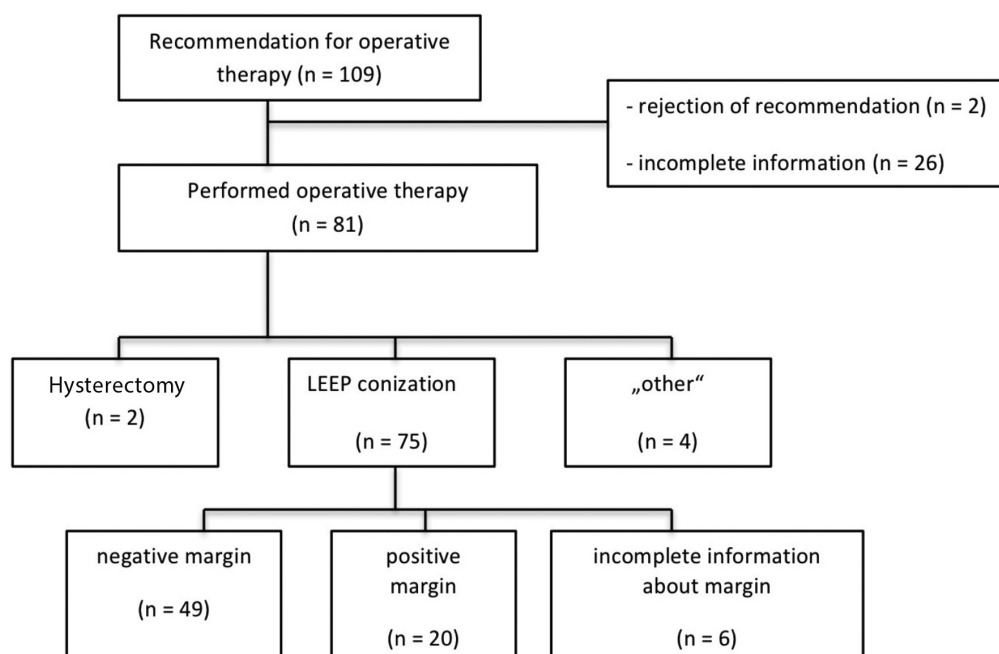 Recommendation for operative
therapy (n = 109)
- rejection of recommendation (n = 2)
- incomplete information (n = 26)
Performed operative therapy
(n = 81)
Hysterectomy
(n = 2)
LEEP conization
(n = 75)
„other“
(n = 4)
negative margin
(n = 49)
positive
margin
(n = 20)
incomplete information
about margin
(n = 6)